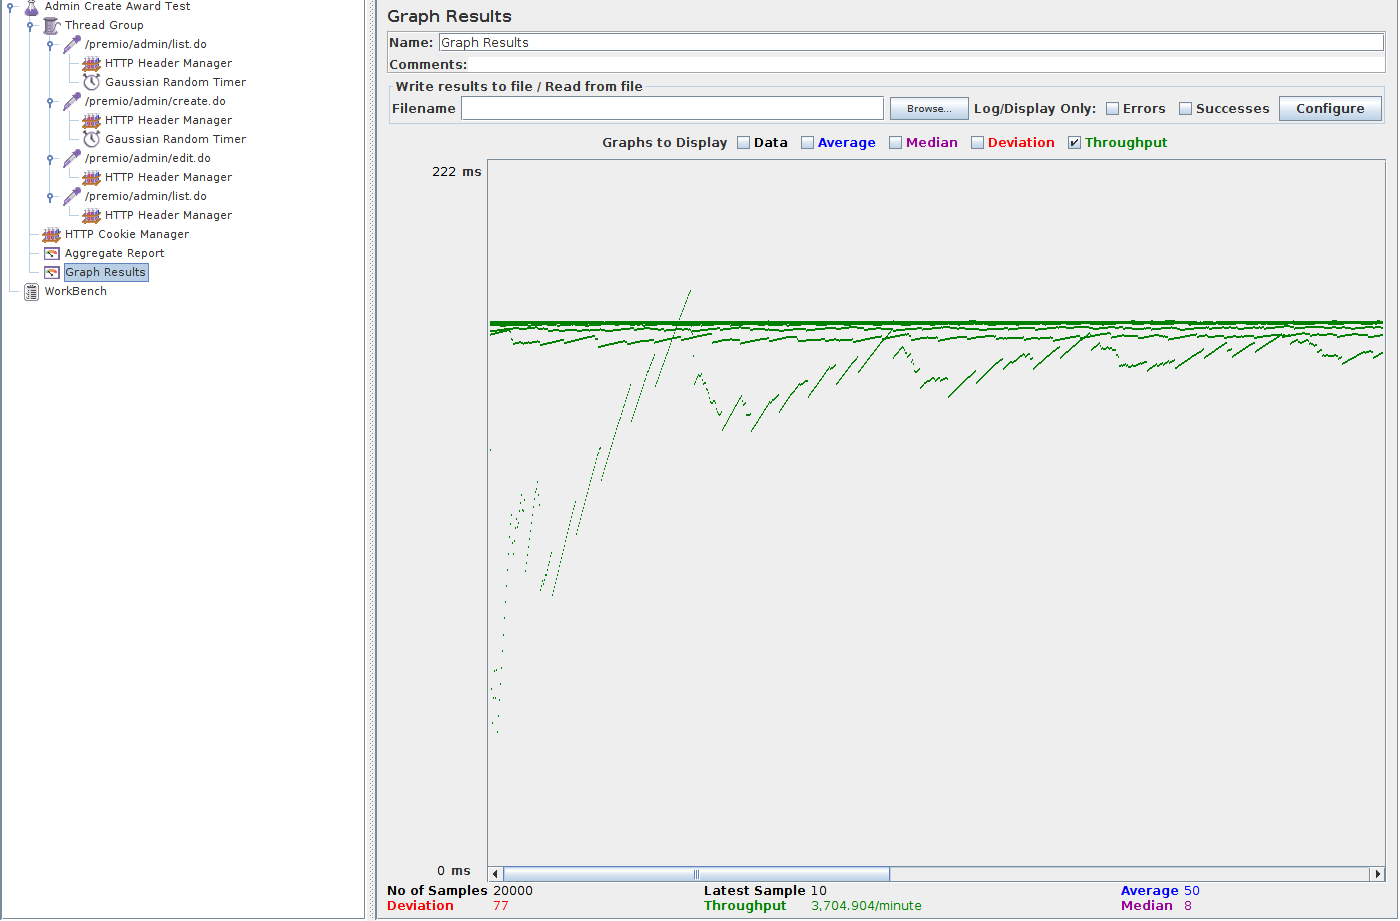 Admin Create Award Test
Thread Group
/premio/admin/list.do
HTTP Header Manager
Gaussian Random Timer
/premio/admin/create.do
HTTP Header Manager
Gaussian Random Timer
/premio/admin/edit.do
HTTP Header Manager
/premio/admin/list.do
HTTP Header Manager
HTTP Cookie Manager
Aggregate Report
Graph Results
WorkBench
Graph Results
Name: Graph Results
Comments:
Write results to file / Read from file
Filename Browse... Log/Display Only: Errors Successes Configure
Graphs to Display Data Average Median Deviation Throughput
222 ms
0 ms
No of Samples 20000 Latest Sample 10 Average 50
Deviation 77 Throughput 3,704.904/minute Median 8